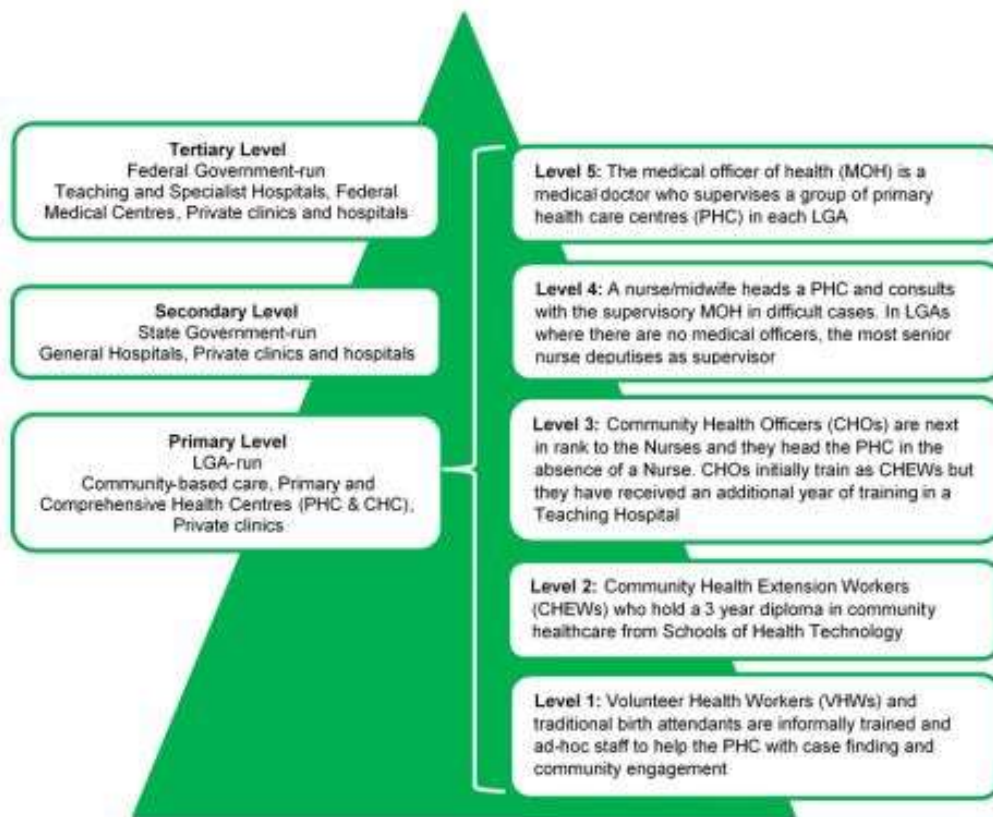 Tertiary Level
Federal Government-run
Teaching and Specialist Hospitals, Federal
Medical Centres, Private clinics and hospitals
Secondary Level
State Government-run
General Hospitals, Private clinics and hospitals
Primary Level
LGA-run
Community-based care, Primary and
Comprehensive Health Centres (PHC & CHC),
Private clinics
Level 5: The medical officer of health (MOH) is a
medical doctor who supervises a group of primary
health care centres (PHC) in each LGA
Level 4: A nurse/midwife heads a PHC and consults
with the supervisory MOH in difficult cases. In LGAs
where there are no medical officers, the most senior
nurse deputises as supervisor
Level 3: Community Health Officers (CHOs) are next
in rank to the Nurses and they head the PHC in the
absence of a Nurse. CHOs initially train as CHEWs but
they have received an additional year of training in a
Teaching Hospital
Level 2: Community Health Extension Workers
(CHEWs) who hold a 3 year diploma in community
healthcare from Schools of Health Technology
Level 1: Volunteer Health Workers (VHWs) and
traditional birth attendants are informally trained and
ad-hoc staff to help the PHC with case finding and
community engagement